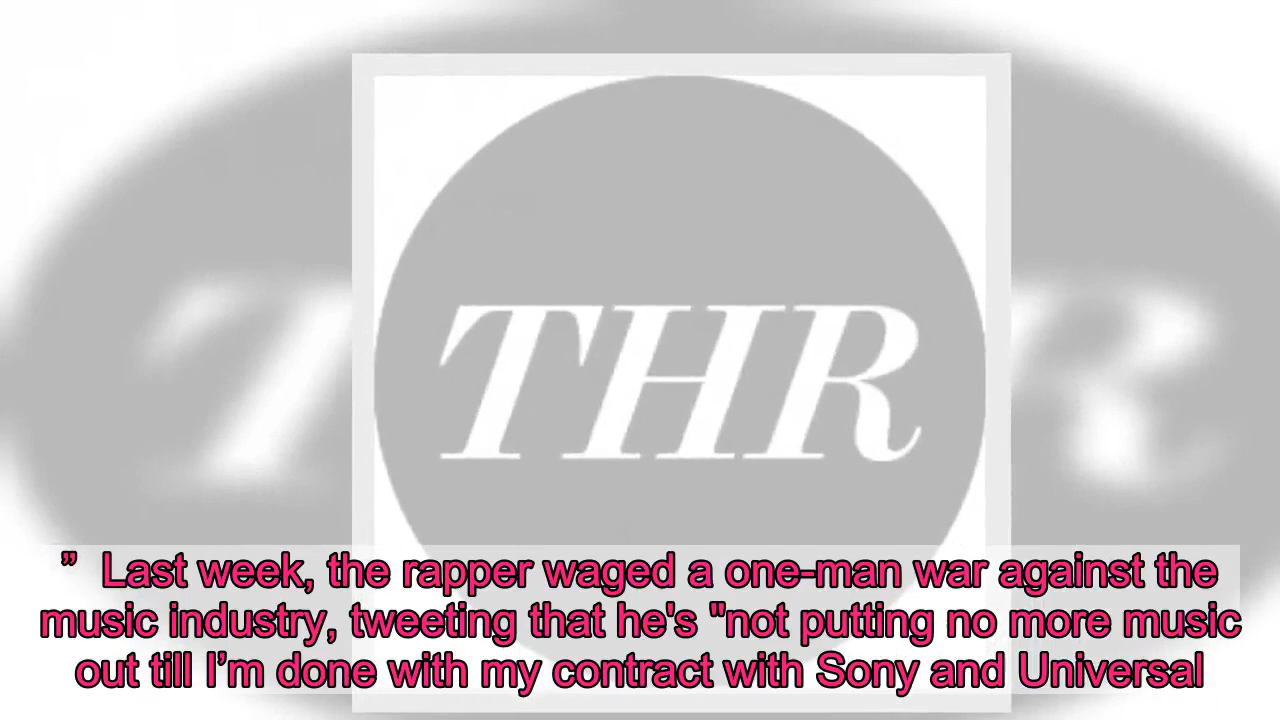 THR
” Last week, the rapper waged a one-man war against the
music industry, tweeting that he's "not putting no more music
out till I’m done with my contract with Sony and Universal